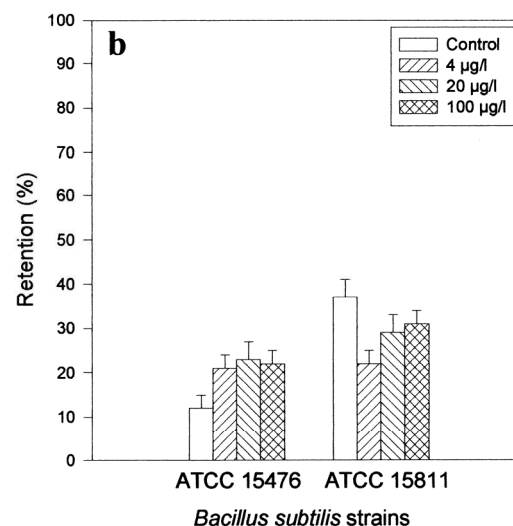 b
Control
4 µg/l
20 µg/l
100 µg/l
Retention (%)
100
90
80
70
60
50
40
30
20
10
0
ATCC 15476 ATCC 15811
Bacillus subtilis strains